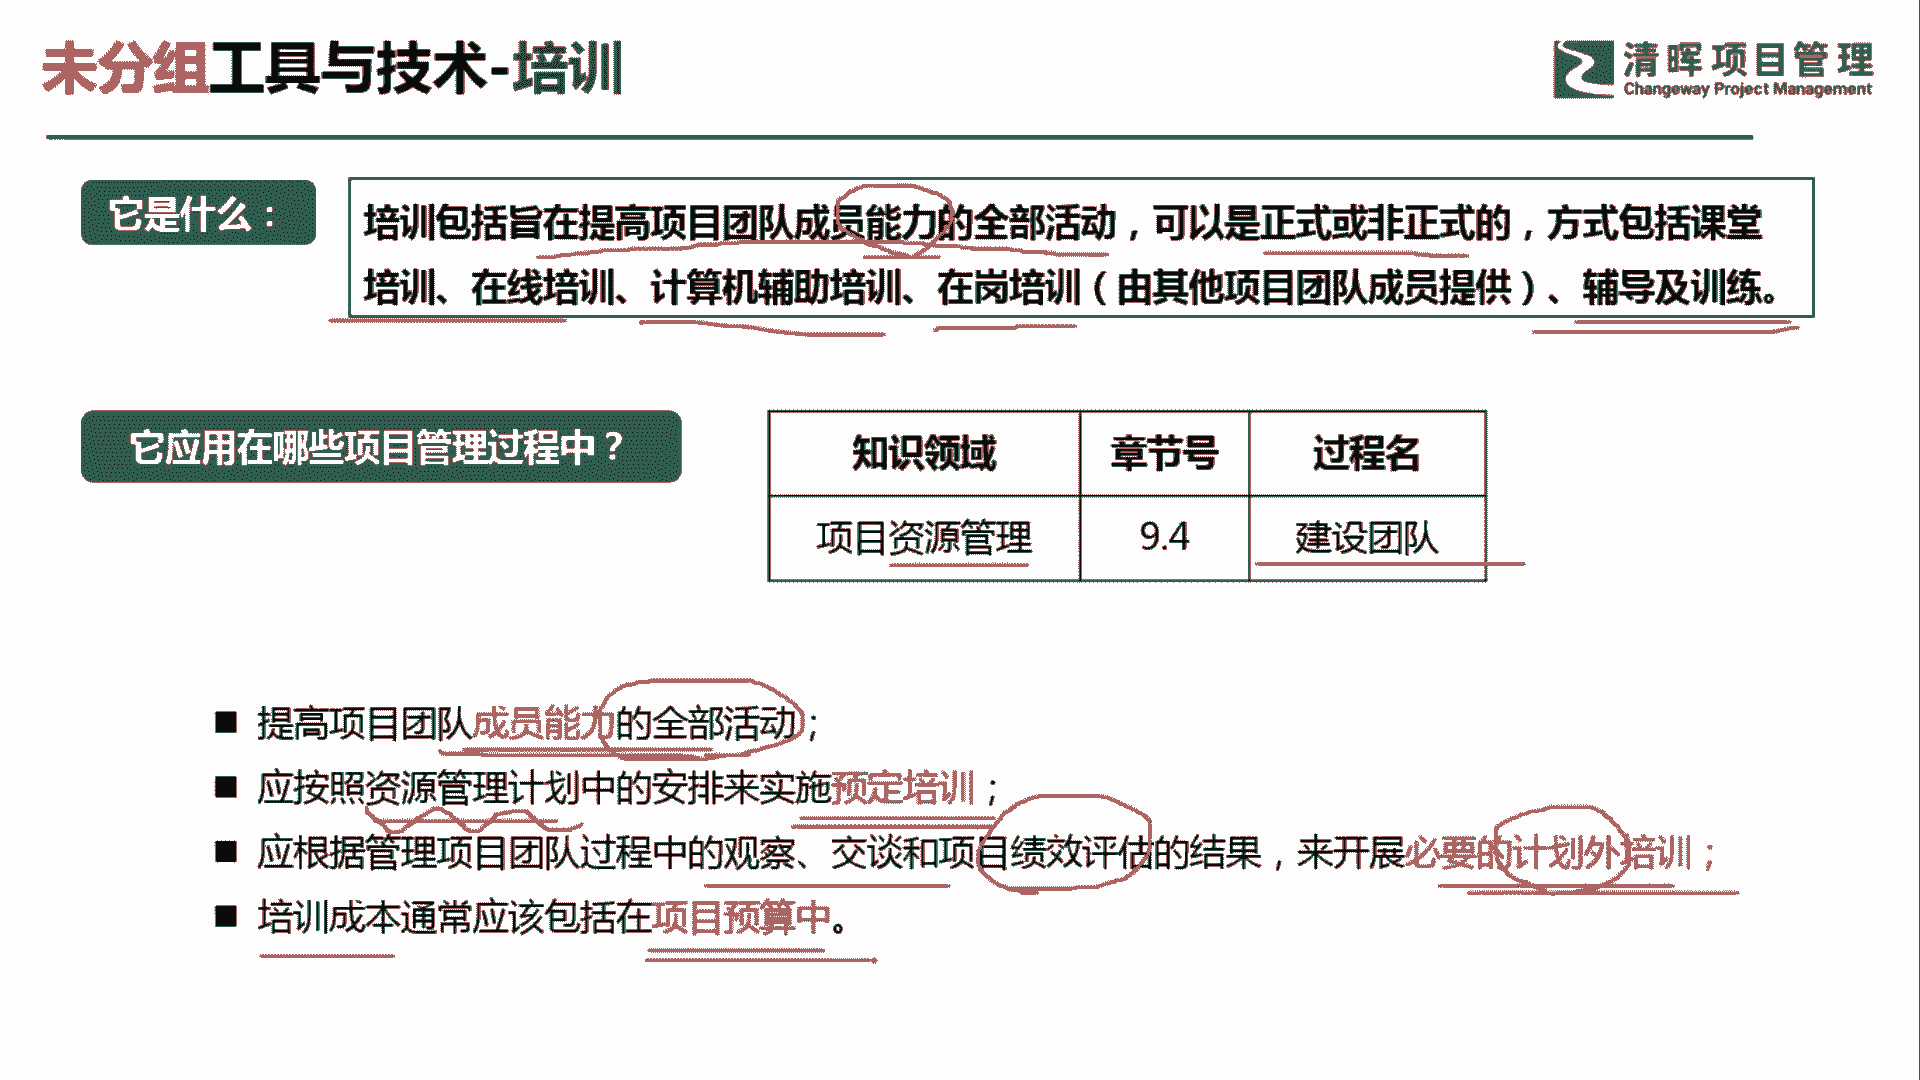 未分组工具与技术-培训
清晖项目管理
Changeway Project Management
它是什么：
培训包括旨在提高项目团队成员能力的全部活动，可以是正式或非正式的，方式包括课堂
培训、在线培训、计算机辅助培训、在岗培训（由其他项目团队成员提供）、辅导及训练。
它应用在哪些项目管理过程中？
知识领域 章节号 过程名
项目资源管理 9.4 建设团队
■ 提高项目团队成员能力的全部活动；
■ 应按照资源管理计划中的安排来实施预定培训；
■ 应根据管理项目团队过程中的观察、交谈和项目绩效评估的结果，来开展必要的计划外培训；
■ 培训成本通常应该包括在项目预算中。